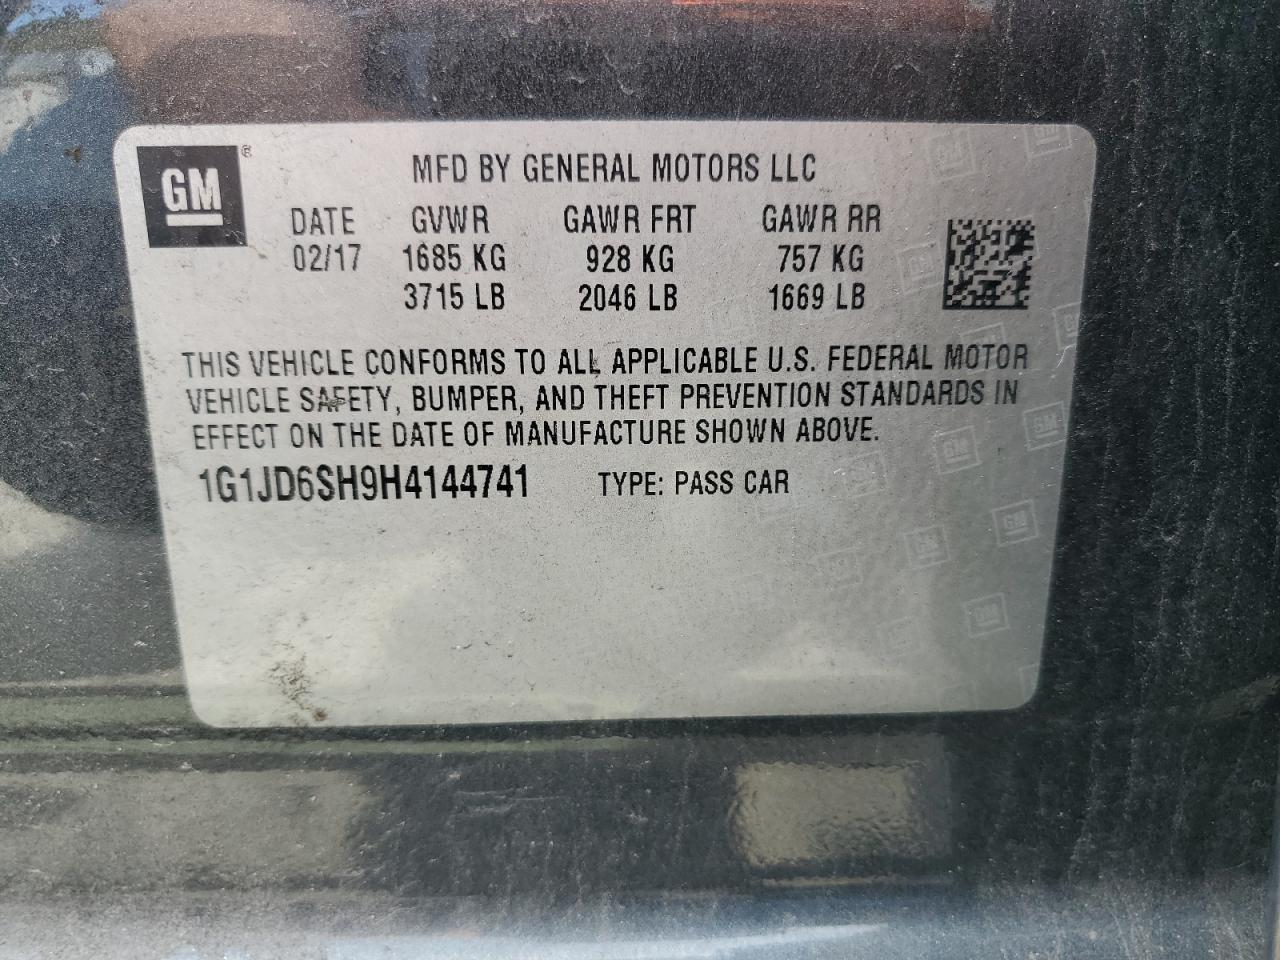 GM®
MFD BY GENERAL MOTORS LLC
DATE GVWR GAWR FRT GAWR RR
02/17 1685 KG 928 KG 757 KG
3715 LB 2046 LB 1669 LB
THIS VEHICLE CONFORMS TO ALL APPLICABLE U.S. FEDERAL MOTOR
VEHICLE SAFETY, BUMPER, AND THEFT PREVENTION STANDARDS IN
EFFECT ON THE DATE OF MANUFACTURE SHOWN ABOVE.
1G1JD6SH9H4144741 TYPE: PASS CAR